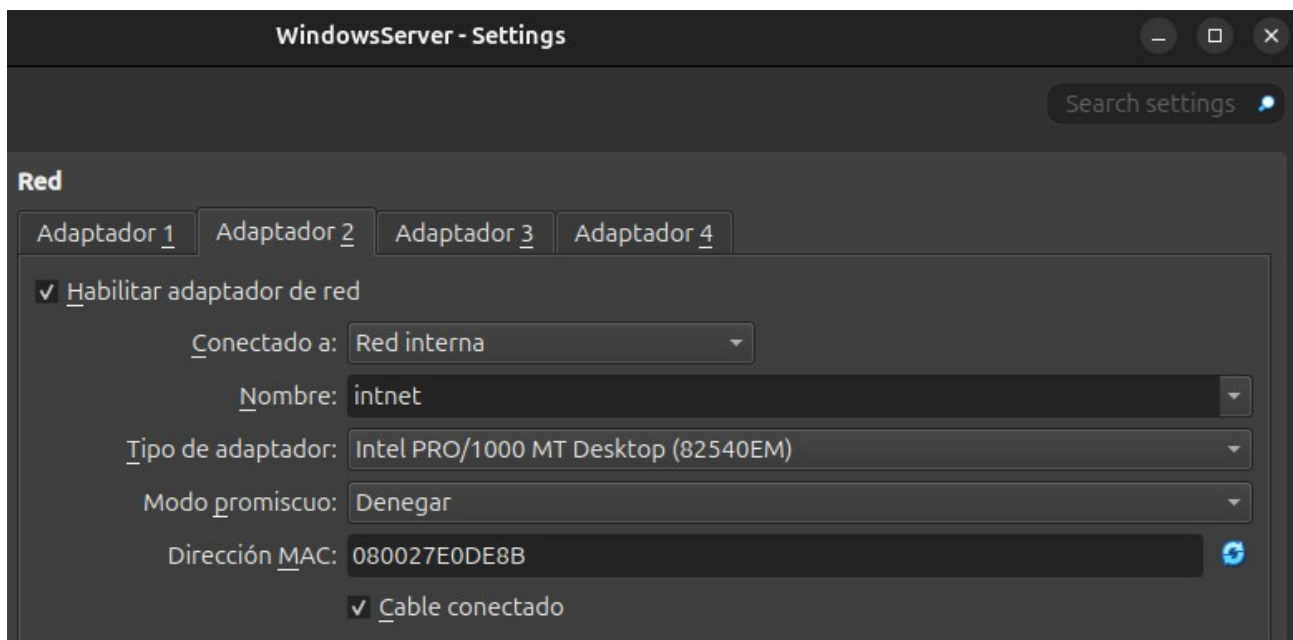 WindowsServer - Settings
Search settings
Red
Adaptador 1 Adaptador 2 Adaptador 3 Adaptador 4
Habilitar adaptador de red
Conectado a: Red interna
Nombre: intnet
Tipo de adaptador: Intel PRO/1000 MT Desktop (82540EM)
Modo promiscuo: Denegar
Dirección MAC: 080027E0DE8B
Cable conectado